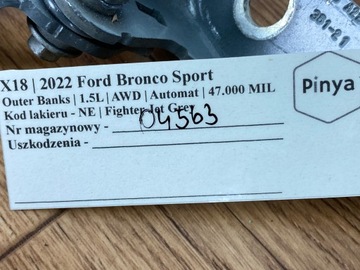 X18 | 2022 Ford Bronco Sport
Outer Banks | 1.5L | AWD | Automat | 47.000 MIL
Kod lakieru - NE | Fighter Jet Grey
Nr magazynowy - 04563
Uszkodzenia -
Pinya